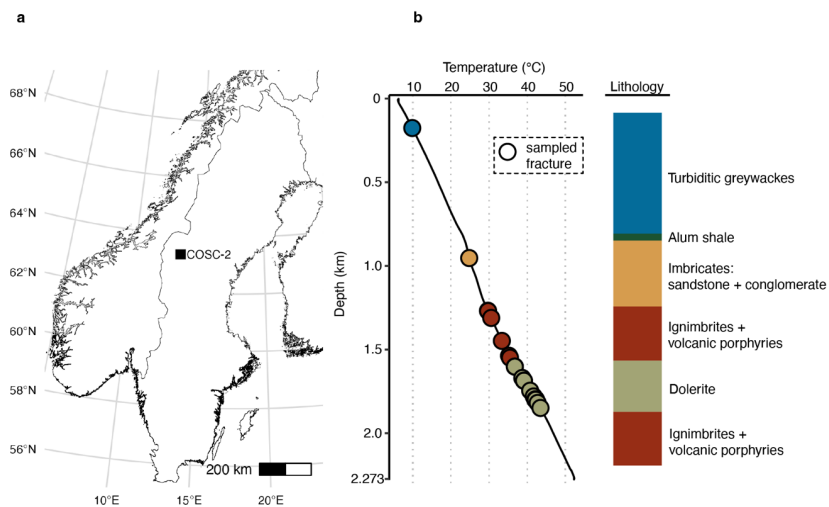 a
68°N
66°N
64°N
62°N
60°N
58°N
56°N
COSC-2
200 km
10°E
15°E
20°E
b
Temperature (°C)
10
20
30
40
50
Depth (km)
0
0.5
1.0
1.5
2.0
2.273
sampled
fracture
Lithology
Turbiditic greywackes
Alum shale
Imbricates:
sandstone + conglomerate
Ignimbrites +
volcanic porphyries
Dolerite
Ignimbrites +
volcanic porphyries